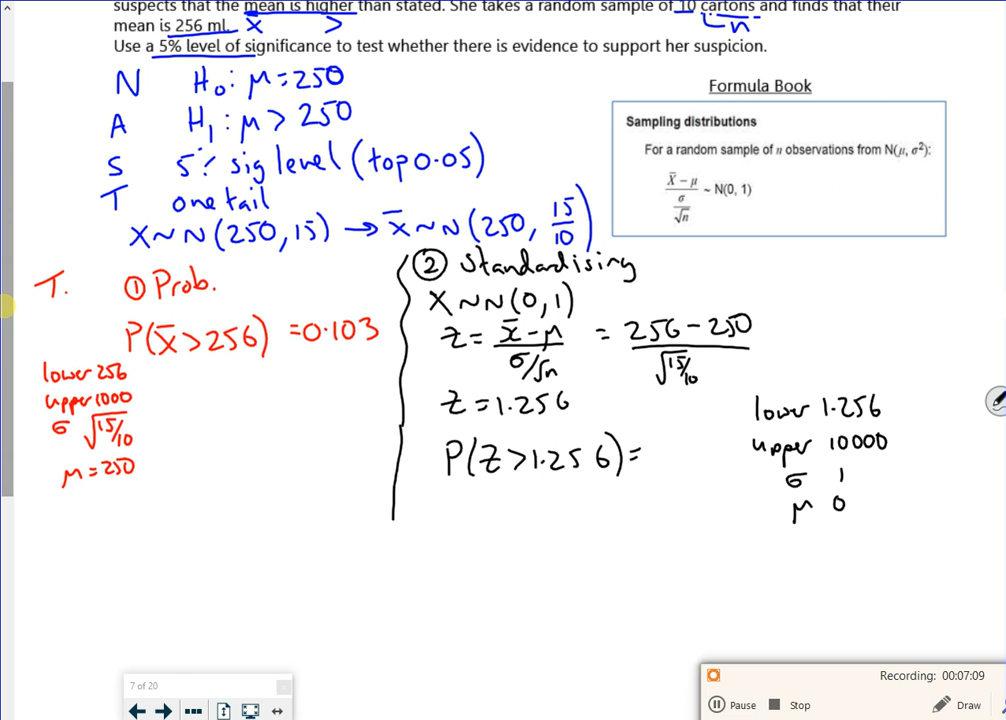 suspects that the mean is higher than stated. She takes a random sample of 10 cartons and finds that their
mean is 256 ml. x̄ > n
Use a 5% level of significance to test whether there is evidence to support her suspicion.
N H₀: μ = 250
A H₁: μ > 250
S 5% sig level (top 0.05)
T one tail
X ~ N(250, 15) → X̄ ~ N(250, 15/10)
Formula Book
Sampling distributions
For a random sample of n observations from N(μ, σ²):
X̄ − μ
σ/√n ~ N(0, 1)
T. ① Prob.
P(x̄ > 256) = 0.103
lower 256
upper 1000
σ √15/10
μ = 250
② Standardising
X ~ N(0, 1)
z = x̄ − μ / σ/√n = 256 − 250 / √15/10
z = 1.256
P(Z > 1.256) =
lower 1.256
upper 10000
σ 1
μ 0
7 of 20
Recording: 00:07:09
Pause Stop Draw